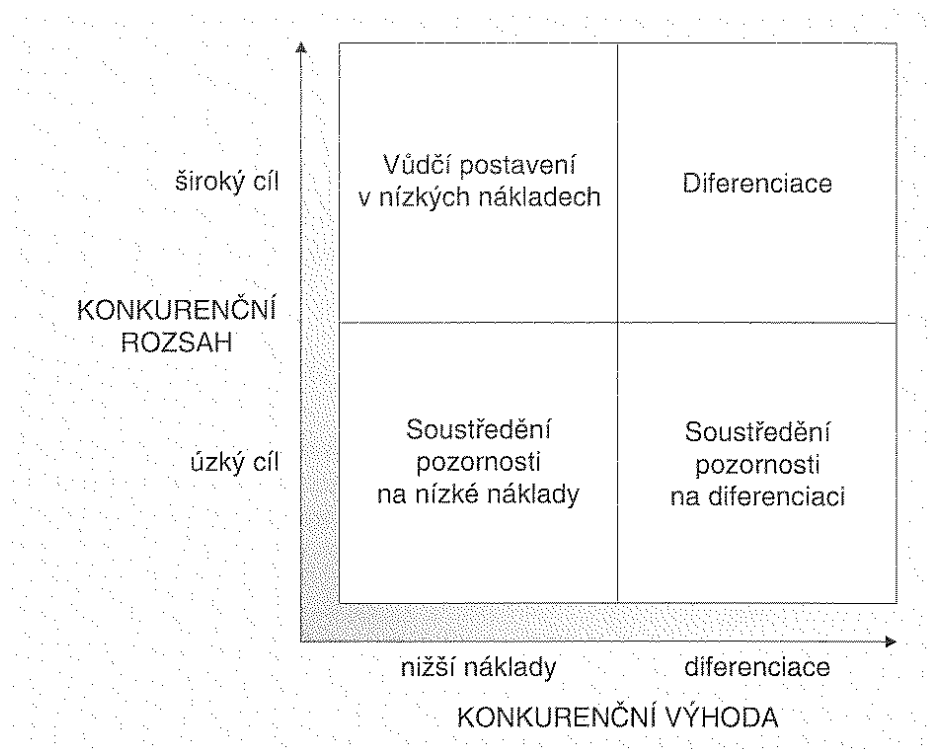 široký cíl
Vůdčí postavení
v nízkých nákladech
Diferenciace
KONKURENČNÍ
ROZSAH
úzký cíl
Soustředění
pozornosti
na nízké náklady
Soustředění
pozornosti
na diferenciaci
nižší náklady
diferenciace
KONKURENČNÍ VÝHODA